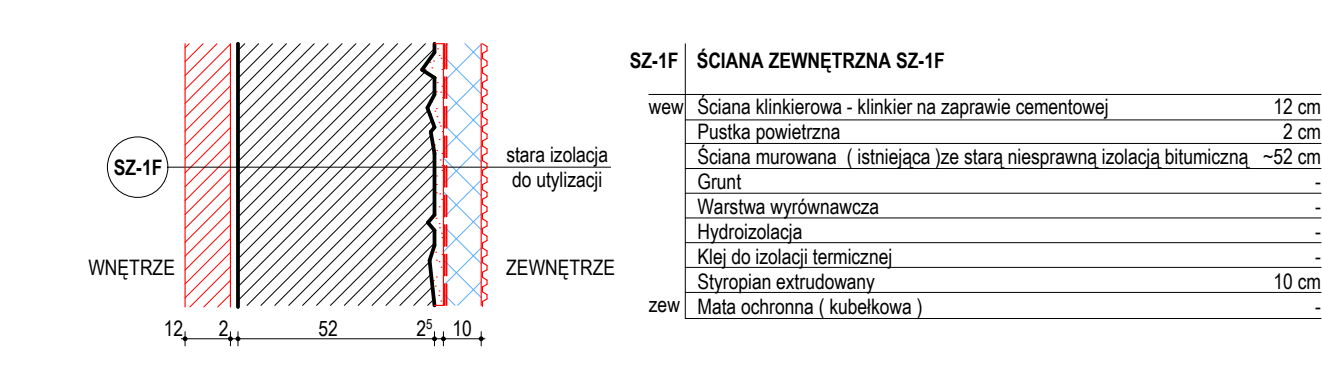 SZ-1F ŚCIANA ZEWNĘTRZNA SZ-1F
wew Ściana klinkierowa - klinkier na zaprawie cementowej 12 cm
Pustka powietrzna 2 cm
Ściana murowana ( istniejąca )ze starą niesprawną izolacją bitumiczną ~52 cm
Grunt -
Warstwa wyrównawcza -
Hydroizolacja -
Klej do izolacji termicznej -
Styropian extrudowany 10 cm
zew Mata ochronna ( kubełkowa ) -
SZ-1F
stara izolacja
do utylizacji
WNĘTRZE
ZEWNĘTRZE
12 2 52 2⁵ 10